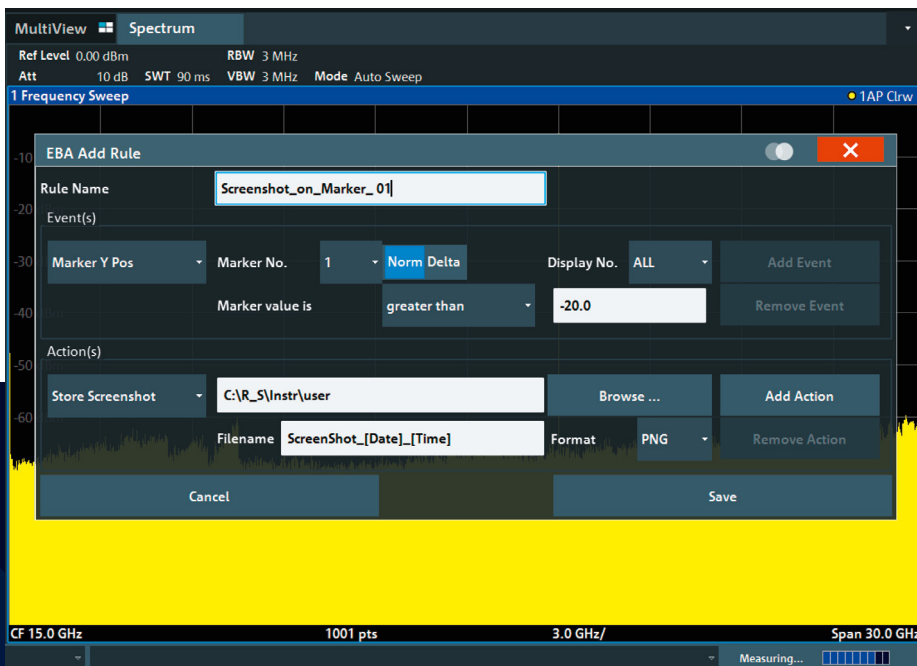 MultiView Spectrum
Ref Level 0.00 dBm RBW 3 MHz
Att 10 dB SWT 90 ms VBW 3 MHz Mode Auto Sweep
1 Frequency Sweep 1AP Clrw
EBA Add Rule
-10
Rule Name Screenshot_on_Marker_ 01
-20
Event(s)
-30 Marker Y Pos Marker No. 1 Norm Delta Display No. ALL Add Event
-40 Marker value is greater than -20.0 Remove Event
Action(s)
-50
Store Screenshot C:\R_S\Instr\user Browse ... Add Action
-60
Filename ScreenShot_[Date]_[Time] Format PNG Remove Action
Cancel Save
CF 15.0 GHz 1001 pts 3.0 GHz/ Span 30.0 GHz
Measuring...